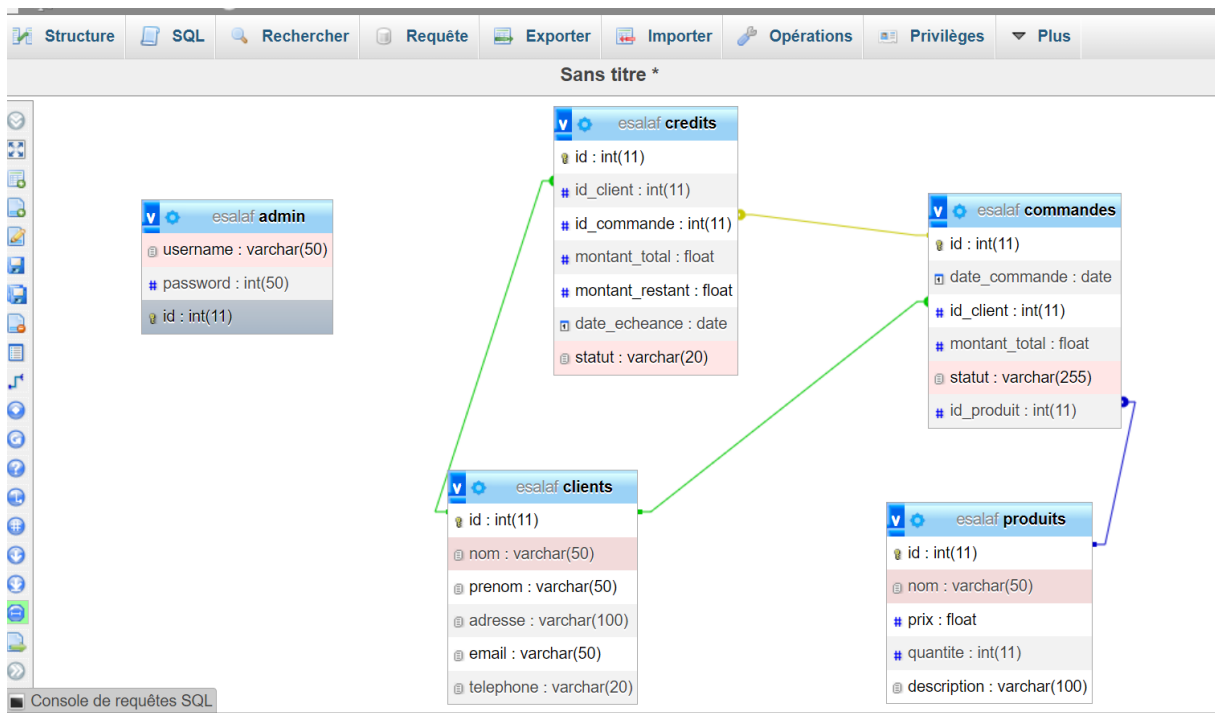 Structure SQL Rechercher Requête Exporter Importer Opérations Privilèges Plus
Sans titre *
esalaf credits
id : int(11)
id_client : int(11)
id_commande : int(11)
montant_total : float
montant_restant : float
date_echeance : date
statut : varchar(20)
esalaf admin
username : varchar(50)
password : int(50)
id : int(11)
esalaf commandes
id : int(11)
date_commande : date
id_client : int(11)
montant_total : float
statut : varchar(255)
id_produit : int(11)
esalaf clients
id : int(11)
nom : varchar(50)
prenom : varchar(50)
adresse : varchar(100)
email : varchar(50)
telephone : varchar(20)
esalaf produits
id : int(11)
nom : varchar(50)
prix : float
quantite : int(11)
description : varchar(100)
Console de requêtes SQL